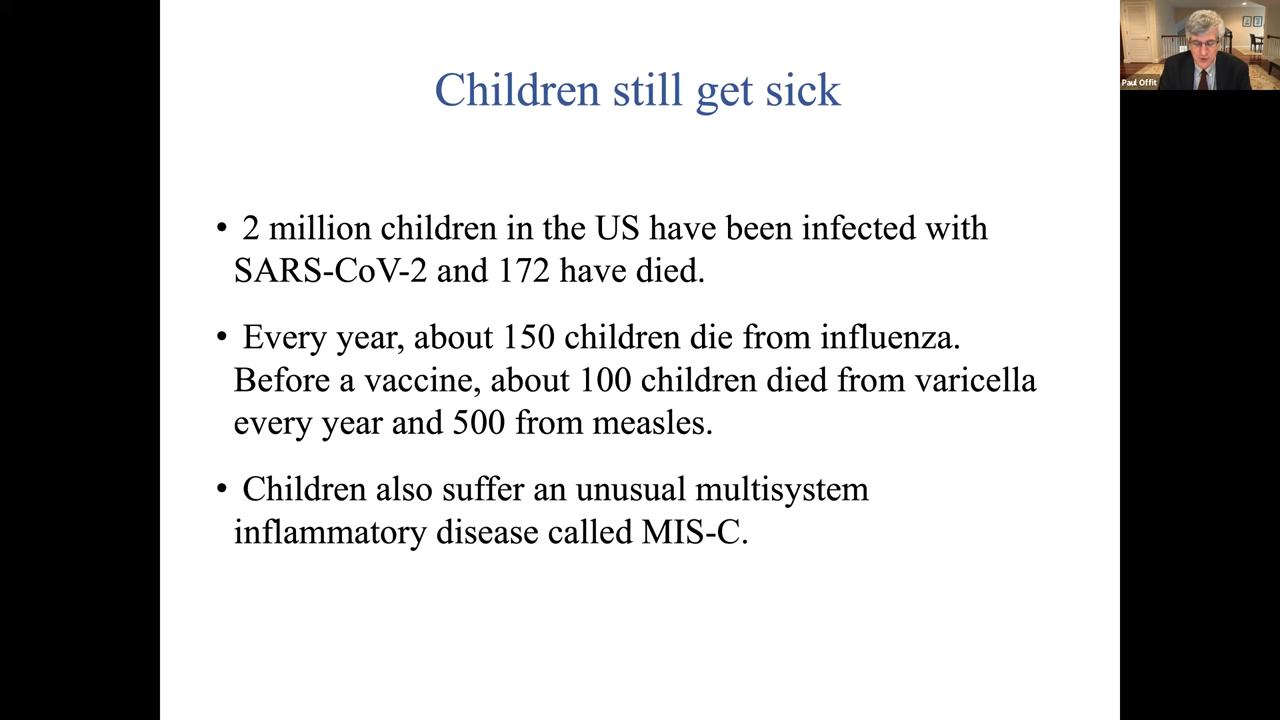 Children still get sick
• 2 million children in the US have been infected with
SARS-CoV-2 and 172 have died.
• Every year, about 150 children die from influenza.
Before a vaccine, about 100 children died from varicella
every year and 500 from measles.
• Children also suffer an unusual multisystem
inflammatory disease called MIS-C.
Paul Offit